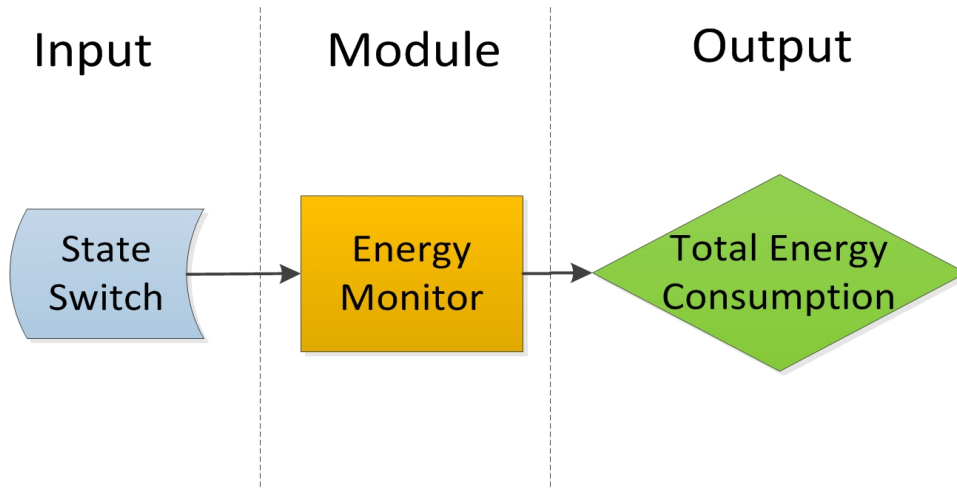 Input
Module
Output
State
Switch
Energy
Monitor
Total Energy
Consumption